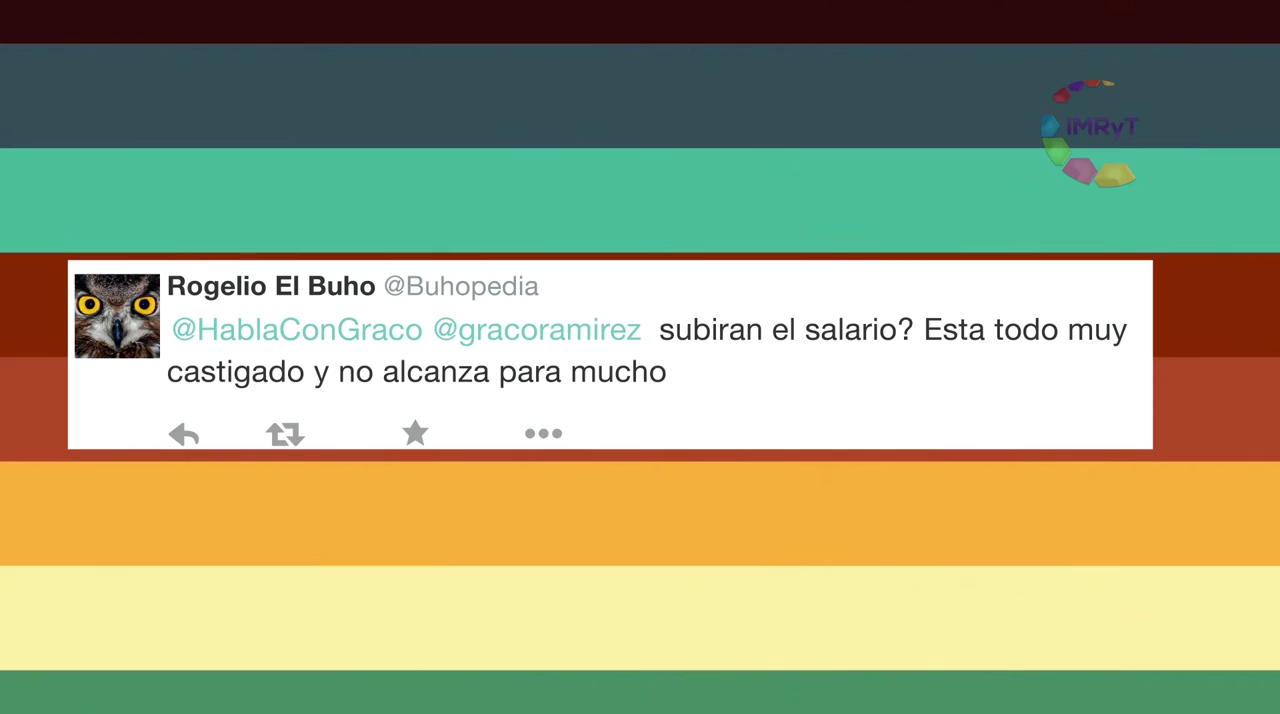 IMRyT
Rogelio El Buho @Buhopedia
@HablaConGraco @gracoramirez subiran el salario? Esta todo muy
castigado y no alcanza para mucho